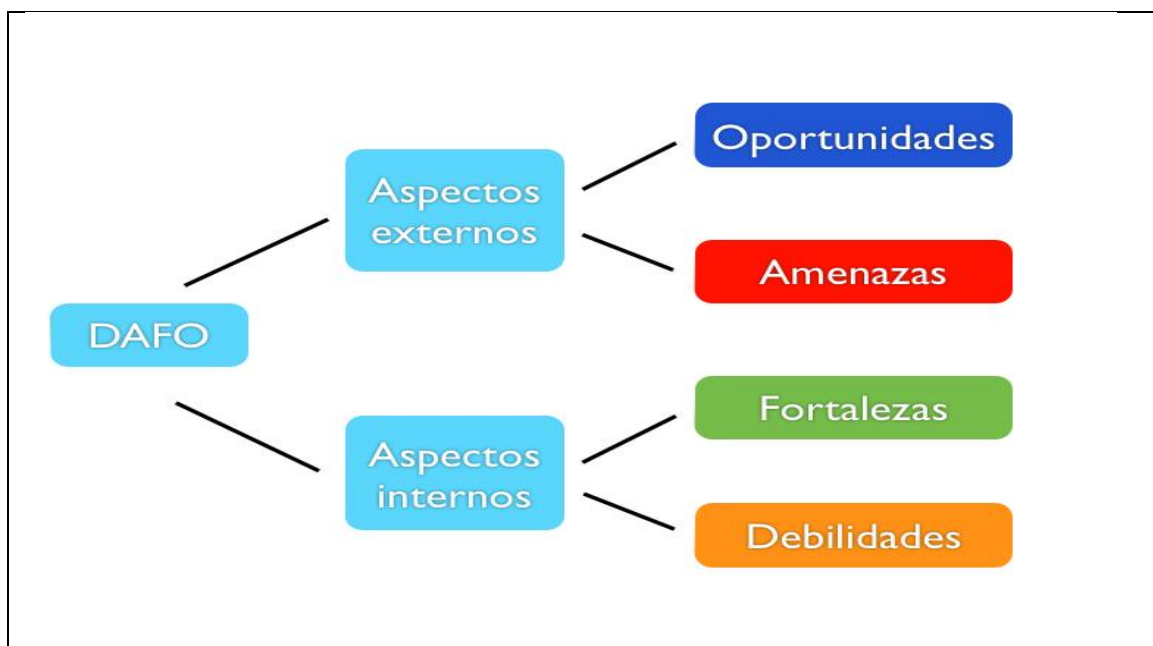 Oportunidades
Aspectos
externos
Amenazas
DAFO
Fortalezas
Aspectos
internos
Debilidades